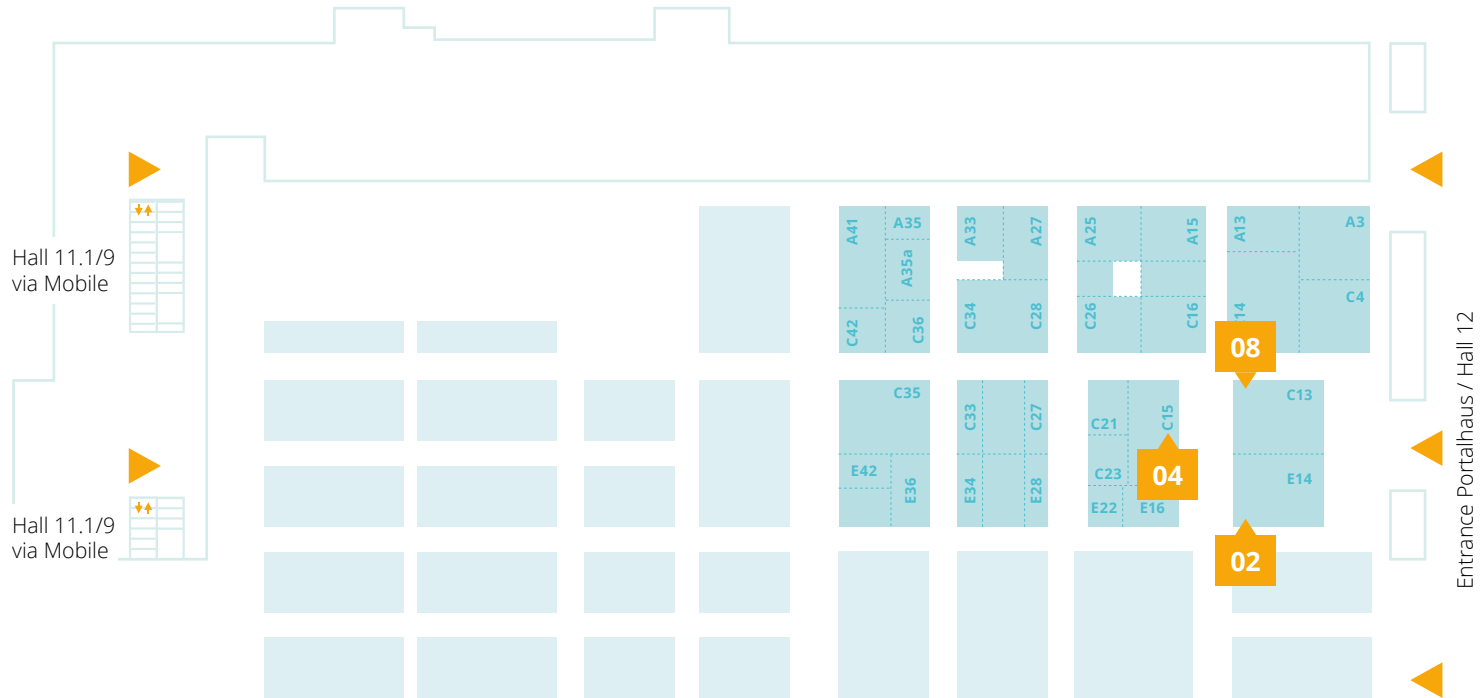 A41
A35
A35a
C42
C36
A33
A27
C34
C28
A25
A15
C26
C16
A13
A3
14
C4
08
Hall 11.1/9
via Mobile
C35
E42
E36
C33
C27
E34
E28
C21
C15
C23
04
E22
E16
C13
E14
02
Hall 11.1/9
via Mobile
Entrance Portalhaus / Hall 12